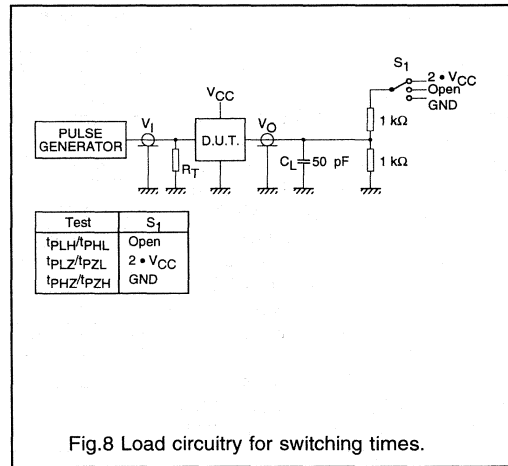 S1
2 • VCC
Open
GND
VCC
1 kΩ
PULSE
GENERATOR
VI
D.U.T.
VO
RT
CL
50 pF
1 kΩ
Test S1
tPLH/tPHL Open
tPLZ/tPZL 2 • VCC
tPHZ/tPZH GND
Fig.8 Load circuitry for switching times.